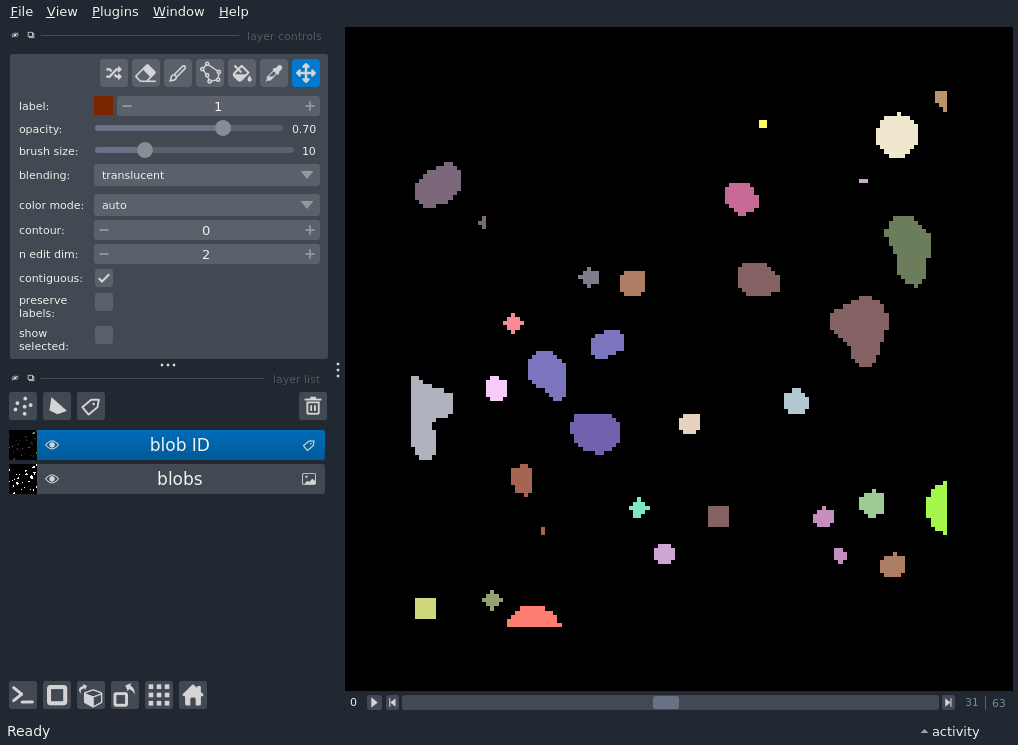 File View Plugins Window Help
layer controls
label: 1
opacity: 0.70
brush size: 10
blending: translucent
color mode: auto
contour: 0
n edit dim: 2
contiguous:
preserve
labels:
show
selected:
layer list
blob ID
blobs
0 31 63
Ready activity